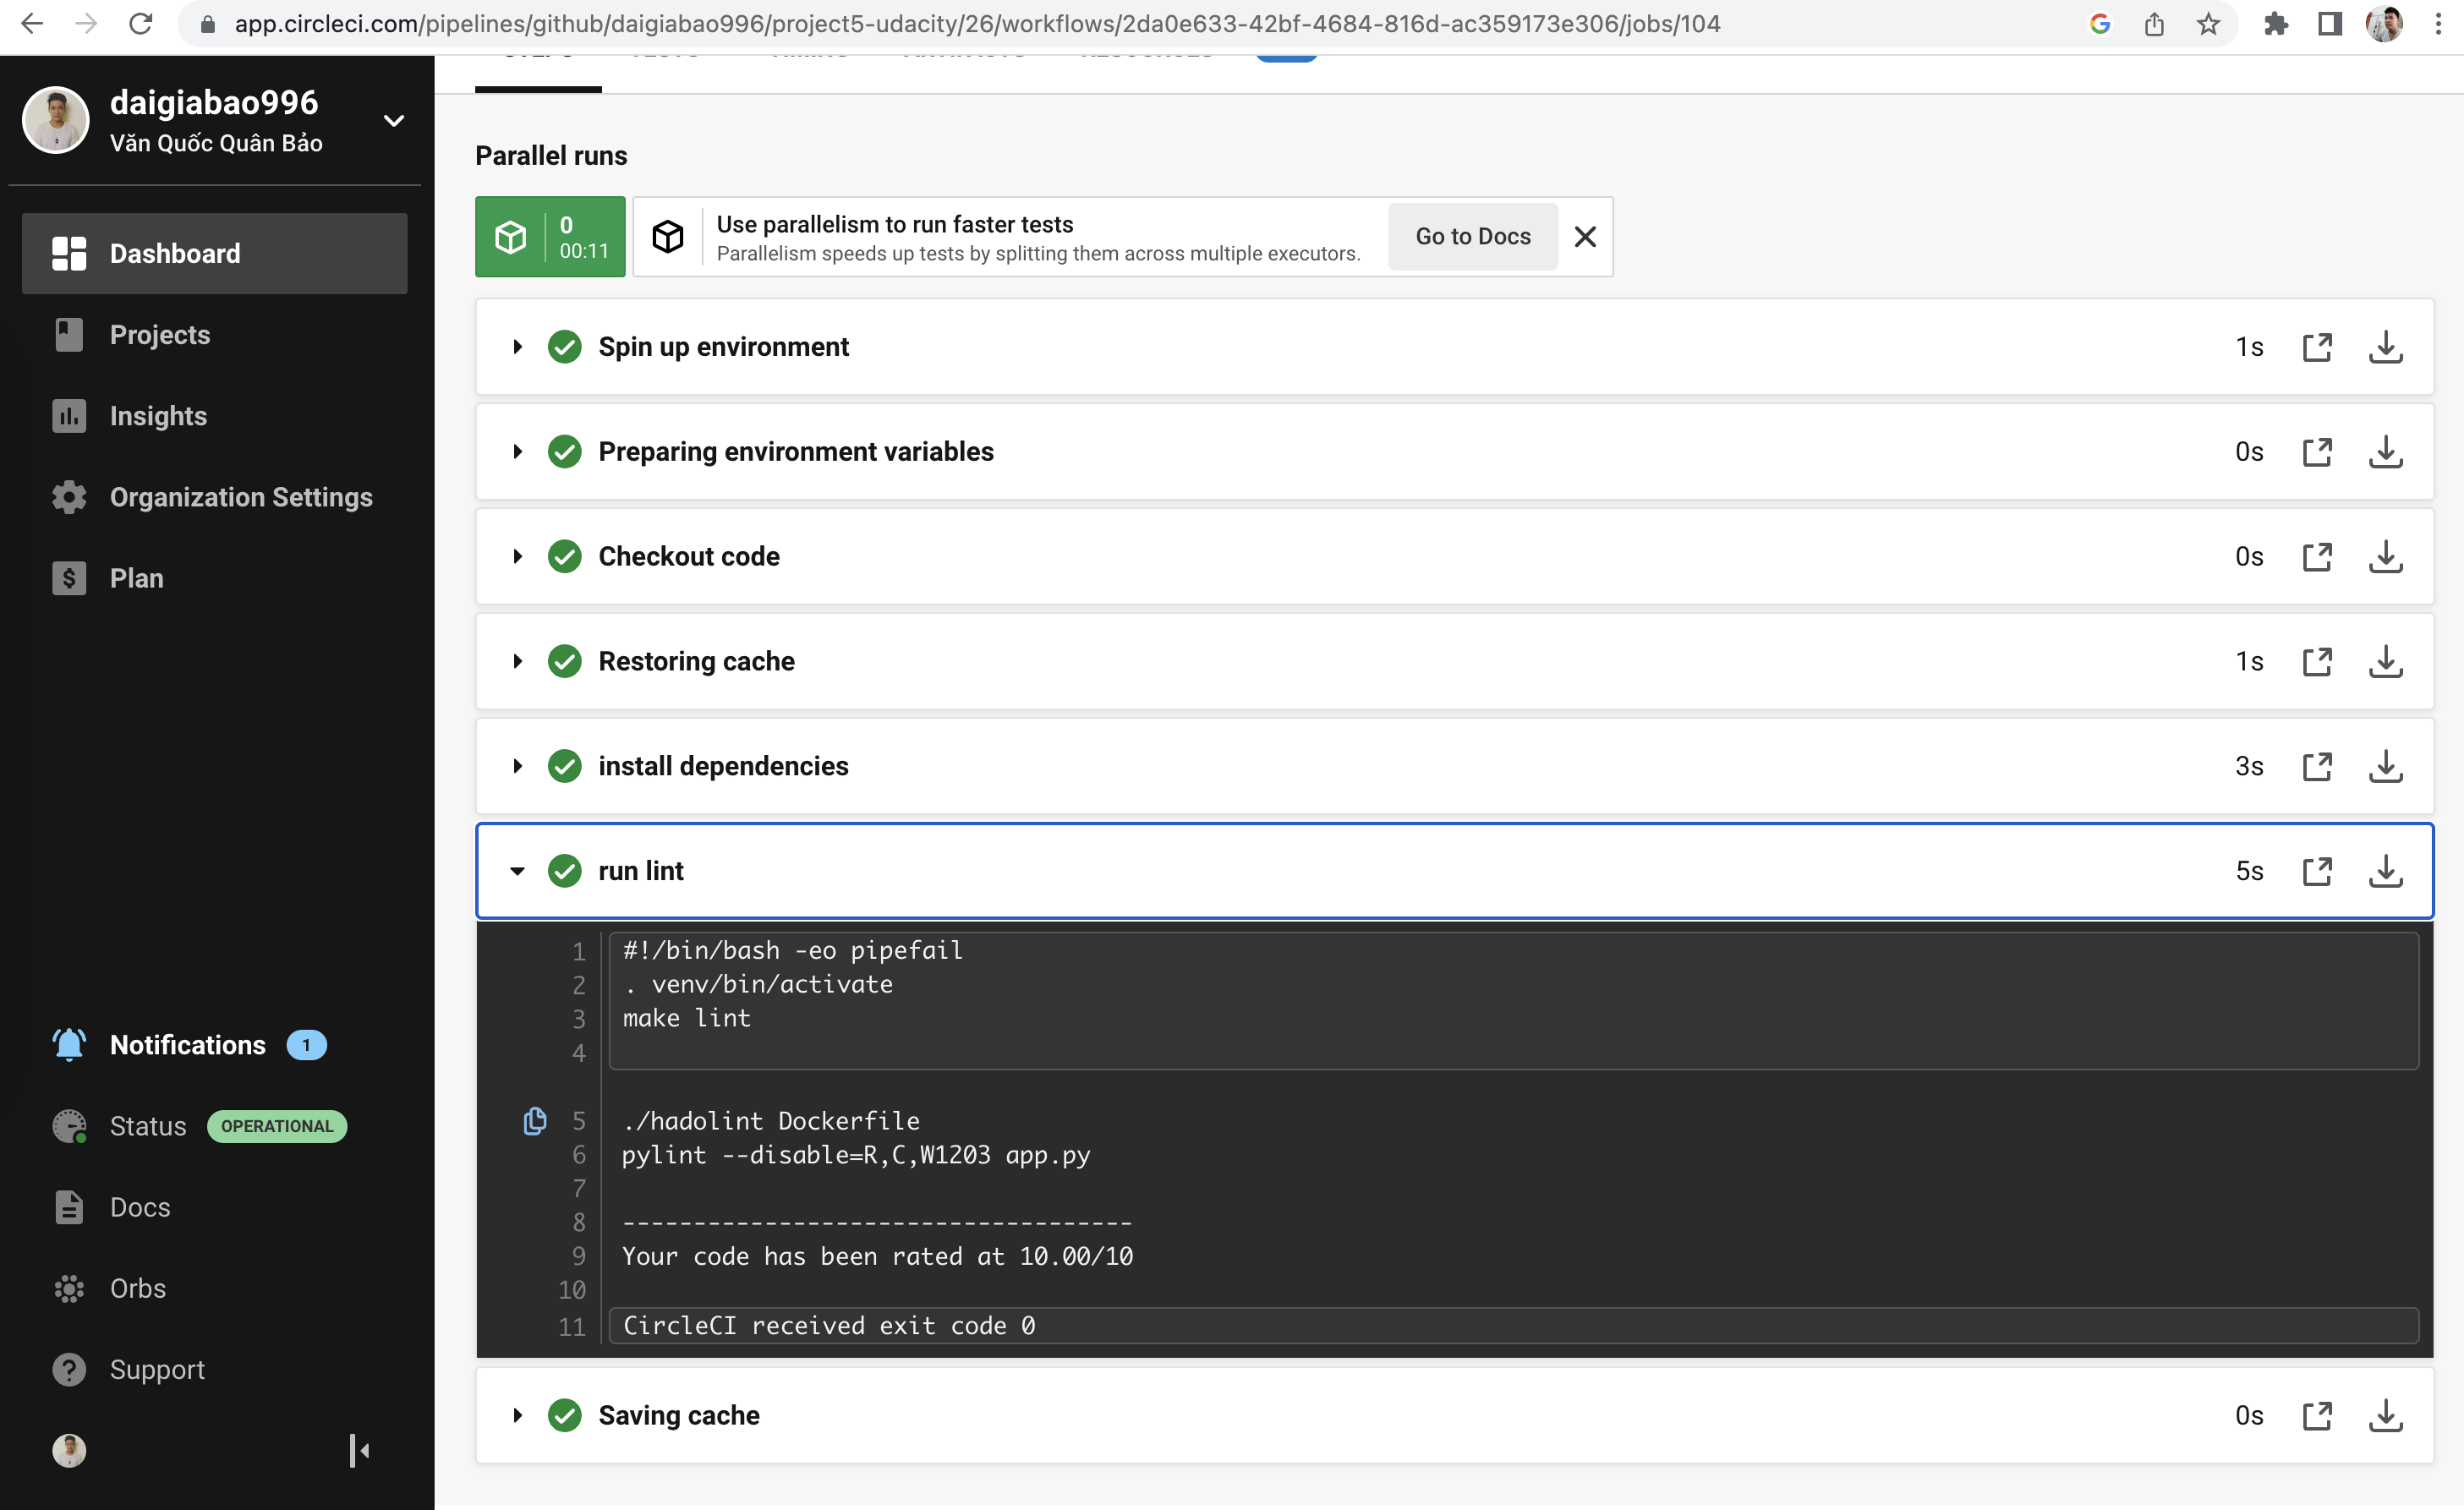 app.circleci.com/pipelines/github/daigiabao996/project5-udacity/26/workflows/2da0e633-42bf-4684-816d-ac359173e306/jobs/104
daigiabao996
Văn Quốc Quân Bảo
Dashboard
Projects
Insights
Organization Settings
Plan
Notifications 1
Status OPERATIONAL
Docs
Orbs
Support
Parallel runs
0
00:11
Use parallelism to run faster tests
Parallelism speeds up tests by splitting them across multiple executors.
Go to Docs
Spin up environment 1s
Preparing environment variables 0s
Checkout code 0s
Restoring cache 1s
install dependencies 3s
run lint 5s
1 #!/bin/bash -eo pipefail
2 . venv/bin/activate
3 make lint
4
5 ./hadolint Dockerfile
6 pylint --disable=R,C,W1203 app.py
7
8 ------------------------------------
9 Your code has been rated at 10.00/10
10
11 CircleCI received exit code 0
Saving cache 0s